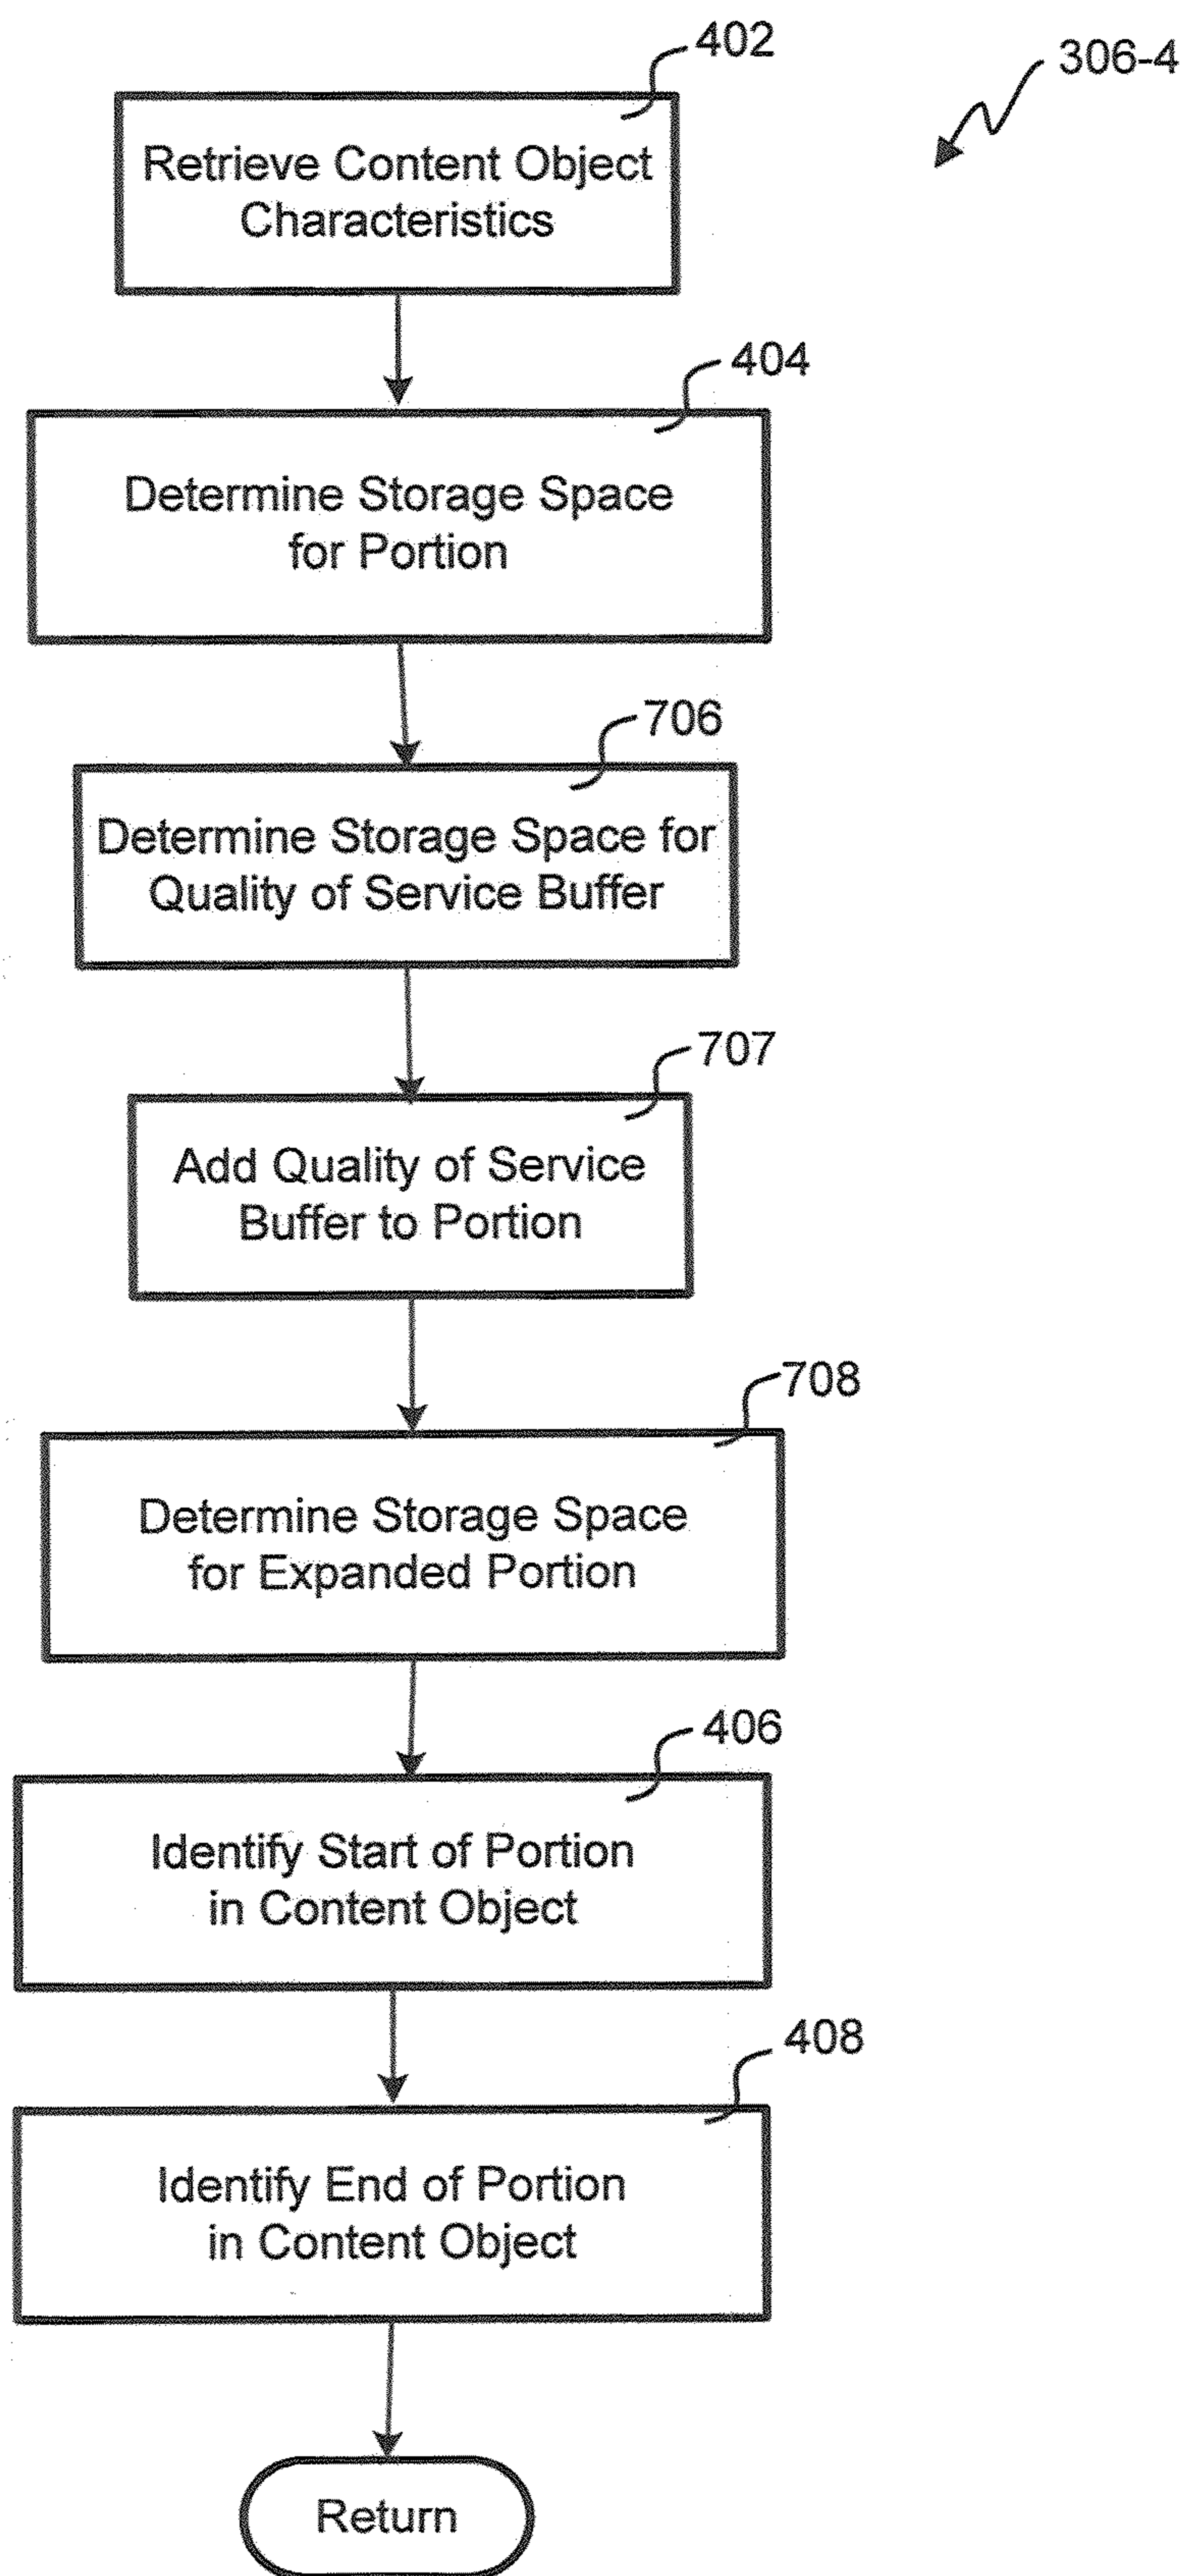 402
306-4
Retrieve Content Object
Characteristics
404
Determine Storage Space
for Portion
706
Determine Storage Space for
Quality of Service Buffer
707
Add Quality of Service
Buffer to Portion
708
Determine Storage Space
for Expanded Portion
406
Identify Start of Portion
in Content Object
408
Identify End of Portion
in Content Object
Return